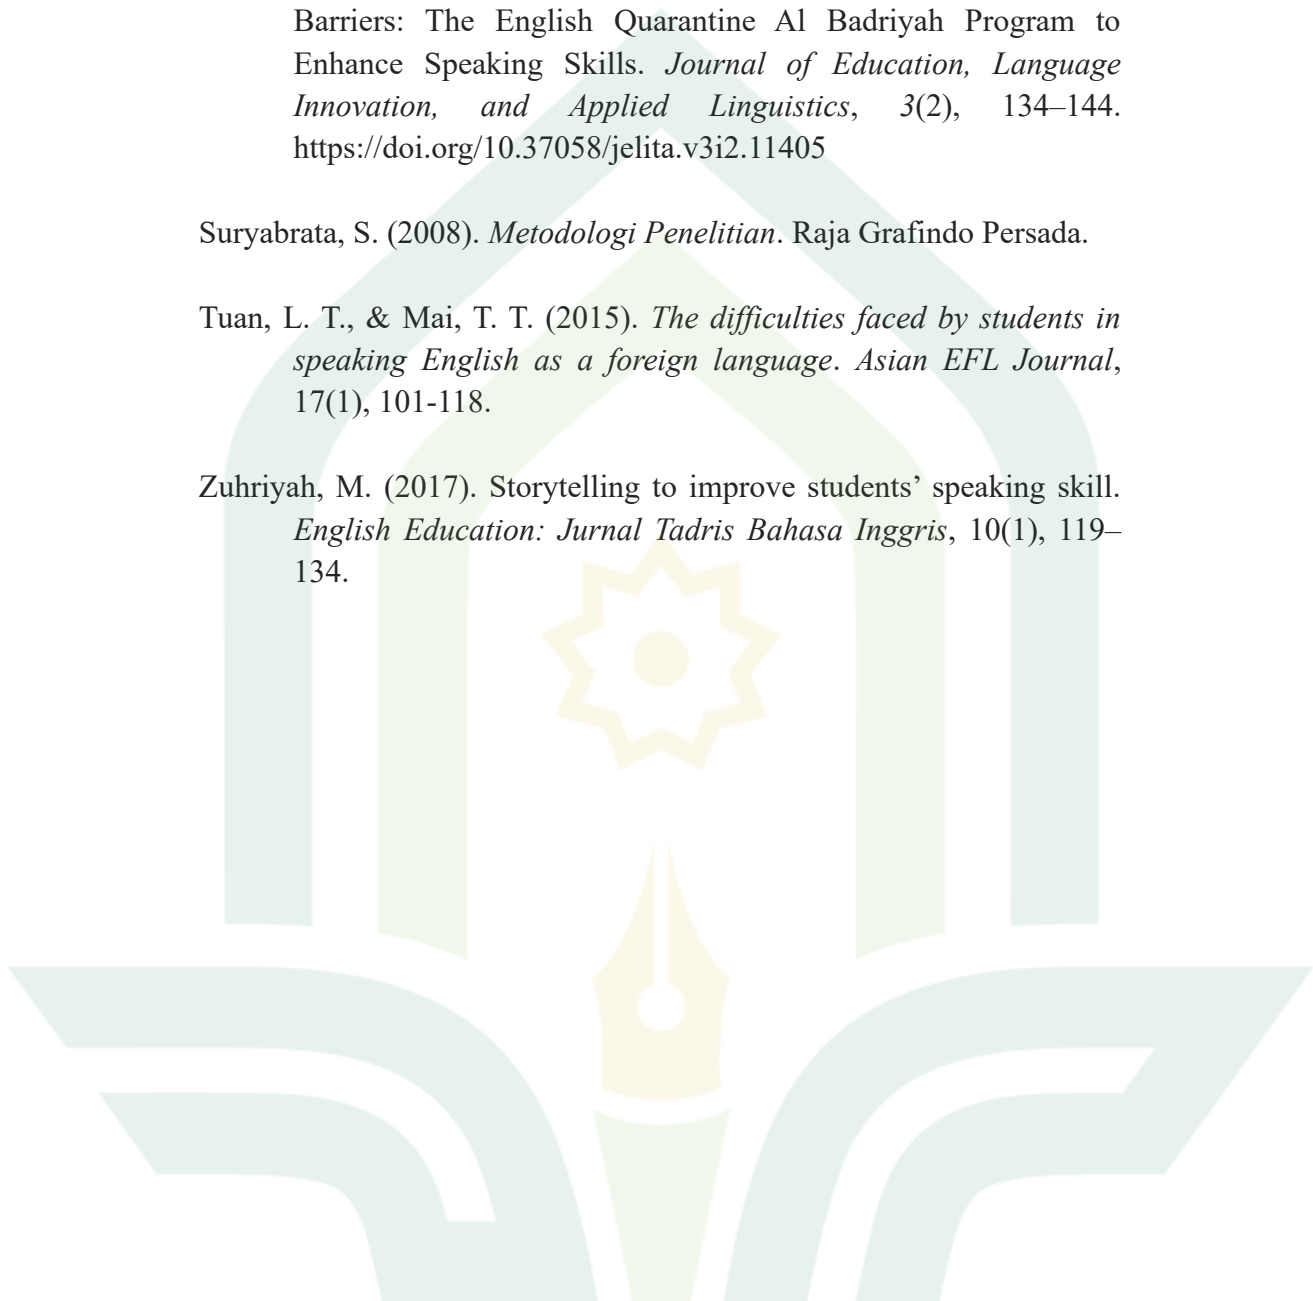 Barriers: The English Quarantine Al Badriyah Program to
Enhance Speaking Skills. Journal of Education, Language
Innovation, and Applied Linguistics, 3(2), 134–144.
https://doi.org/10.37058/jelita.v3i2.11405
Suryabrata, S. (2008). Metodologi Penelitian. Raja Grafindo Persada.
Tuan, L. T., & Mai, T. T. (2015). The difficulties faced by students in
speaking English as a foreign language. Asian EFL Journal,
17(1), 101-118.
Zuhriyah, M. (2017). Storytelling to improve students’ speaking skill.
English Education: Jurnal Tadris Bahasa Inggris, 10(1), 119–
134.